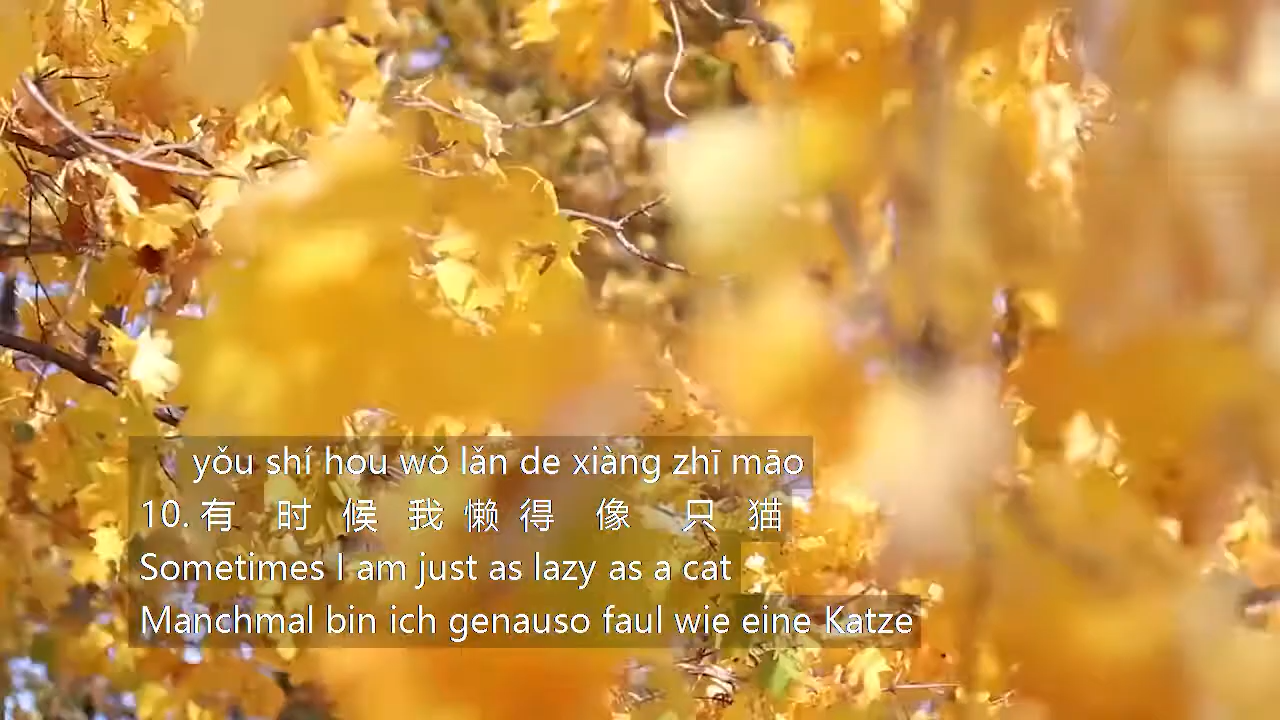 yǒu shí hou wǒ lǎn de xiàng zhī māo
10. 有 时 候 我 懒 得 像 只 猫
Sometimes I am just as lazy as a cat
Manchmal bin ich genauso faul wie eine Katze